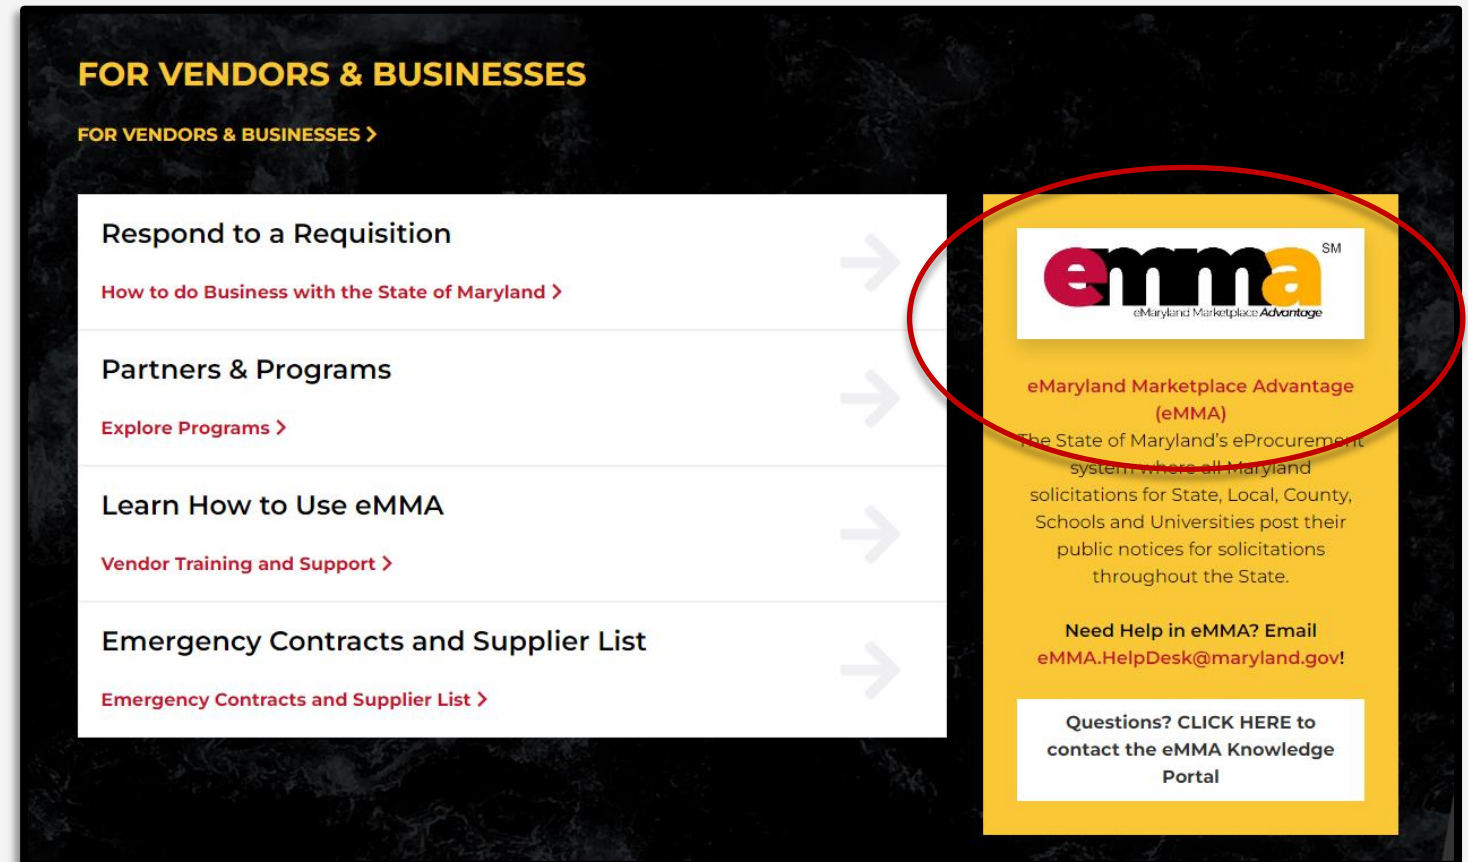 FOR VENDORS & BUSINESSES
FOR VENDORS & BUSINESSES >
Respond to a Requisition
How to do Business with the State of Maryland >
Partners & Programs
Explore Programs >
Learn How to Use eMMA
Vendor Training and Support >
Emergency Contracts and Supplier List
Emergency Contracts and Supplier List >
emma SM
eMaryland Marketplace Advantage
eMaryland Marketplace Advantage
(eMMA)
The State of Maryland’s eProcurement
system where all Maryland
solicitations for State, Local, County,
Schools and Universities post their
public notices for solicitations
throughout the State.
Need Help in eMMA? Email
eMMA.HelpDesk@maryland.gov!
Questions? CLICK HERE to
contact the eMMA Knowledge
Portal